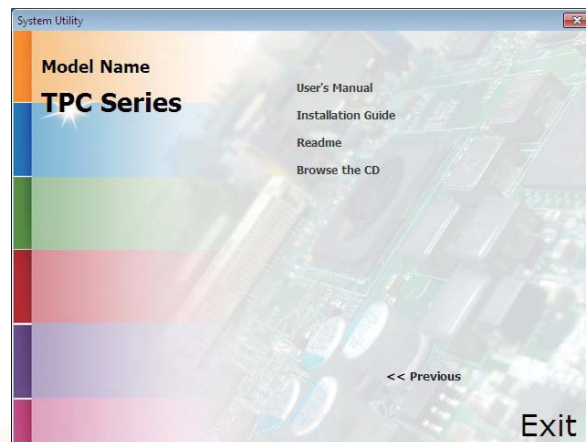 System Utility
Model Name
TPC Series
User's Manual
Installation Guide
Readme
Browse the CD
<< Previous
Exit